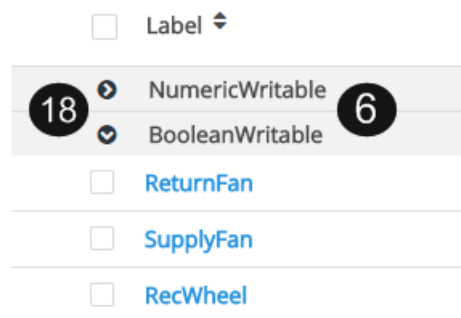 Label
NumericWritable
18 6
BooleanWritable
ReturnFan
SupplyFan
RecWheel